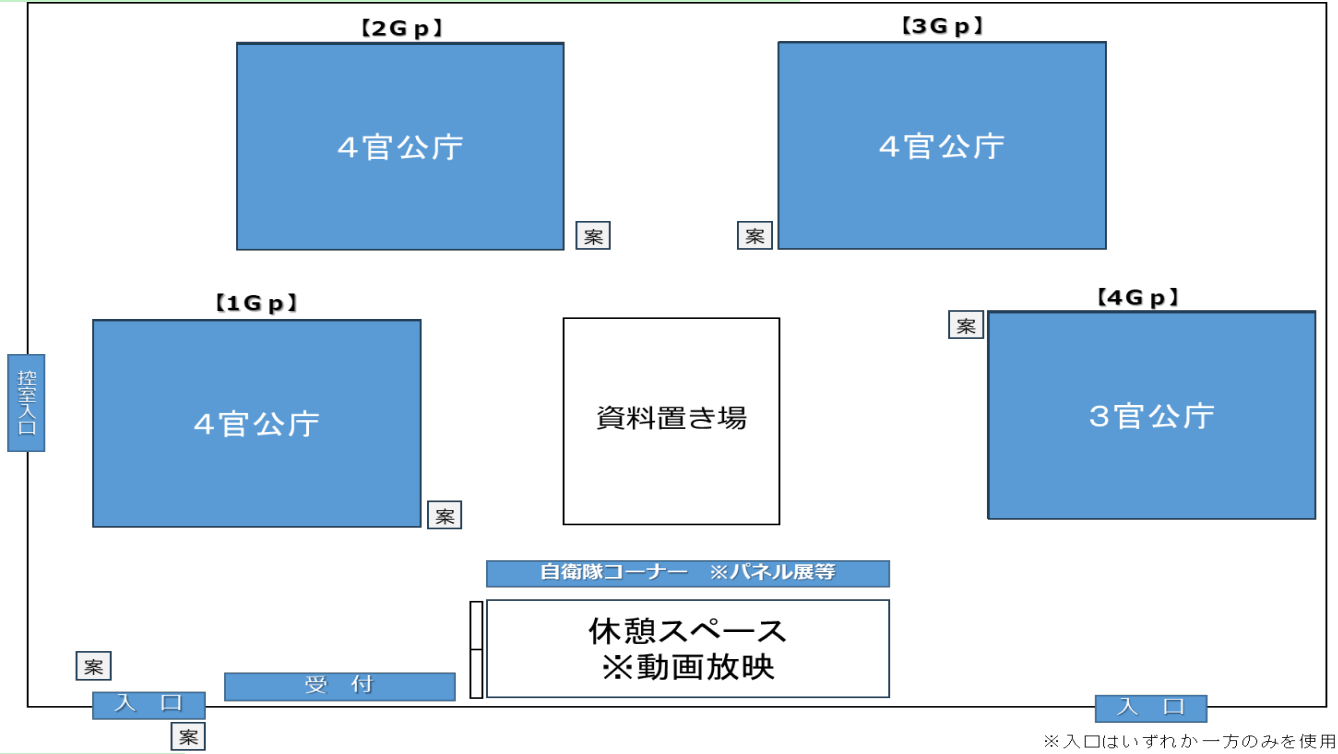 【2Gp】
【3Gp】
4官公庁
4官公庁
案
案
【1Gp】
【4Gp】
案
控室入口
4官公庁
資料置き場
3官公庁
案
自衛隊コーナー　※パネル展等
休憩スペース
※動画放映
案
受　付
入　口
入　口
案
※入口はいずれか一方のみを使用